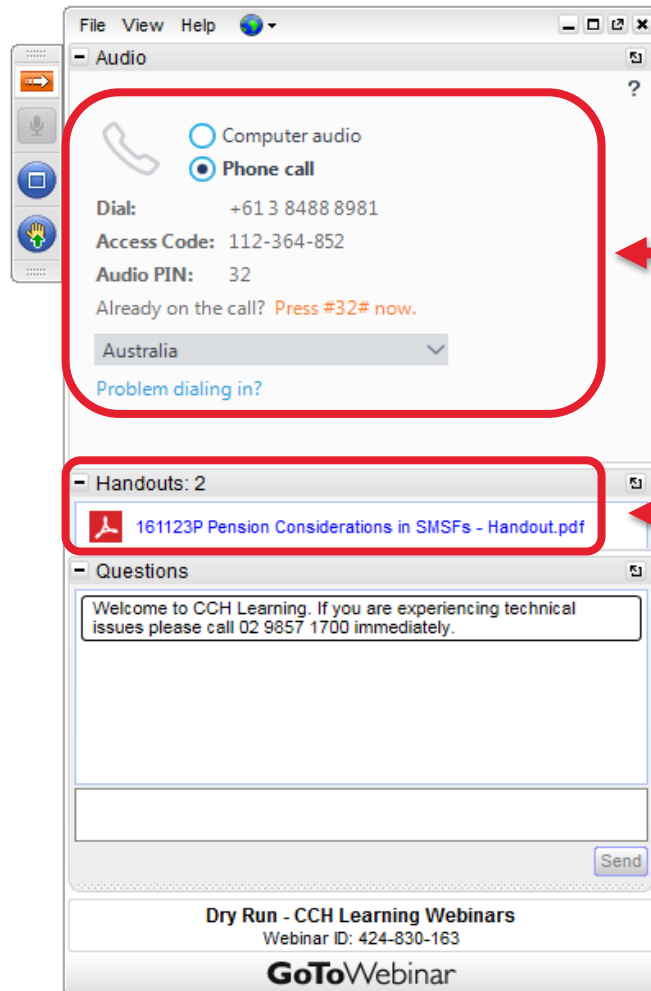 File View Help
Audio
?
Computer audio
Phone call
Dial: +61 3 8488 8981
Access Code: 112-364-852
Audio PIN: 32
Already on the call? Press #32# now.
Australia
Problem dialing in?
Handouts: 2
161123P Pension Considerations in SMSFs - Handout.pdf
Questions
Welcome to CCH Learning. If you are experiencing technical
issues please call 02 9857 1700 immediately.
Send
Dry Run - CCH Learning Webinars
Webinar ID: 424-830-163
GoToWebinar